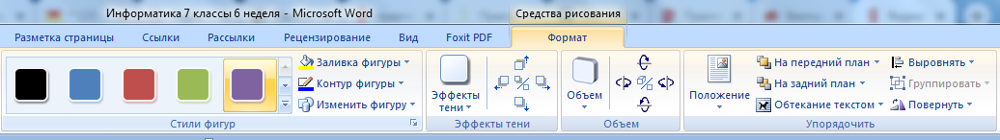 Информатика 7 классы 6 неделя - Microsoft Word
Средства рисования
Разметка страницы Ссылки Рассылки Рецензирование Вид Foxit PDF Формат
Заливка фигуры
Контур фигуры
Изменить фигуру
Стили фигур
Эффекты
тени
Эффекты тени
Объем
Объем
Положение
На передний план
На задний план
Обтекание текстом
Выровнять
Группировать
Повернуть
Упорядочить